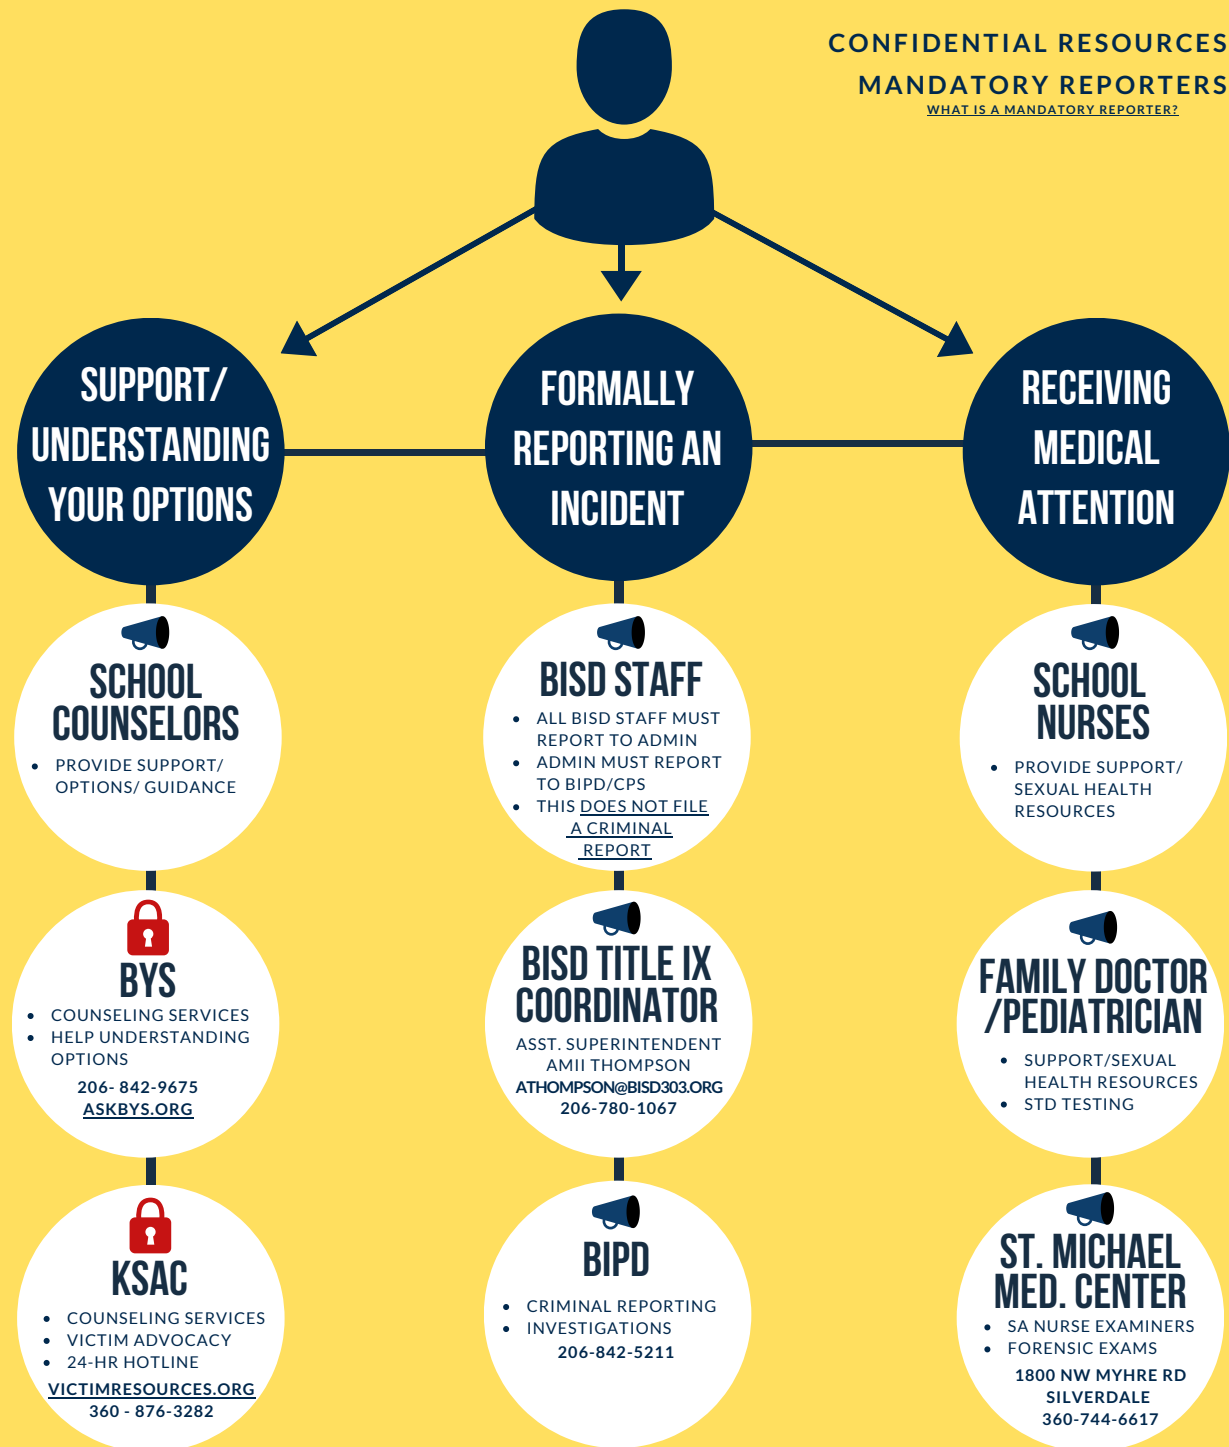 CONFIDENTIAL RESOURCES
MANDATORY REPORTERS
WHAT IS A MANDATORY REPORTER?
SUPPORT/
UNDERSTANDING
YOUR OPTIONS
SCHOOL
COUNSELORS
PROVIDE SUPPORT/
OPTIONS/ GUIDANCE
BYS
COUNSELING SERVICES
HELP UNDERSTANDING
OPTIONS
206- 842-9675
ASKBYS.ORG
KSAC
COUNSELING SERVICES
VICTIM ADVOCACY
24-HR HOTLINE
VICTIMRESOURCES.ORG
360 - 876-3282
FORMALLY
REPORTING AN
INCIDENT
BISD STAFF
ALL BISD STAFF MUST
REPORT TO ADMIN
ADMIN MUST REPORT
TO BIPD/CPS
THIS DOES NOT FILE
A CRIMINAL
REPORT
BISD TITLE IX
COORDINATOR
ASST. SUPERINTENDENT
AMII THOMPSON
ATHOMPSON@BISD303.ORG
206-780-1067
BIPD
CRIMINAL REPORTING
INVESTIGATIONS
206-842-5211
RECEIVING
MEDICAL
ATTENTION
SCHOOL
NURSES
PROVIDE SUPPORT/
SEXUAL HEALTH
RESOURCES
FAMILY DOCTOR
/PEDIATRICIAN
SUPPORT/SEXUAL
HEALTH RESOURCES
STD TESTING
ST. MICHAEL
MED. CENTER
SA NURSE EXAMINERS
FORENSIC EXAMS
1800 NW MYHRE RD
SILVERDALE
360-744-6617